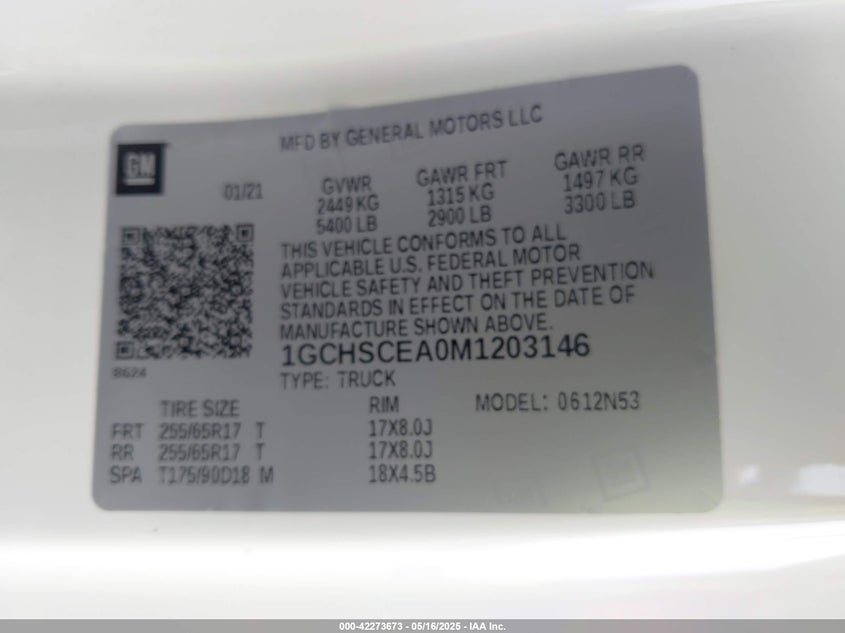 MFD BY GENERAL MOTORS LLC
GM
01/21 GVWR GAWR FRT GAWR RR
2449 KG 1315 KG 1497 KG
5400 LB 2900 LB 3300 LB
THIS VEHICLE CONFORMS TO ALL
APPLICABLE U.S. FEDERAL MOTOR
VEHICLE SAFETY AND THEFT PREVENTION
STANDARDS IN EFFECT ON THE DATE OF
MANUFACTURE SHOWN ABOVE.
1GCHSCEA0M1203146
8624
TYPE: TRUCK
TIRE SIZE RIM MODEL: 0612N53
FRT 255/65R17 T 17X8.0J
RR 255/65R17 T 17X8.0J
SPA T175/90D18 M 18X4.5B
000-42273673 - 05/16/2025 - IAA Inc.